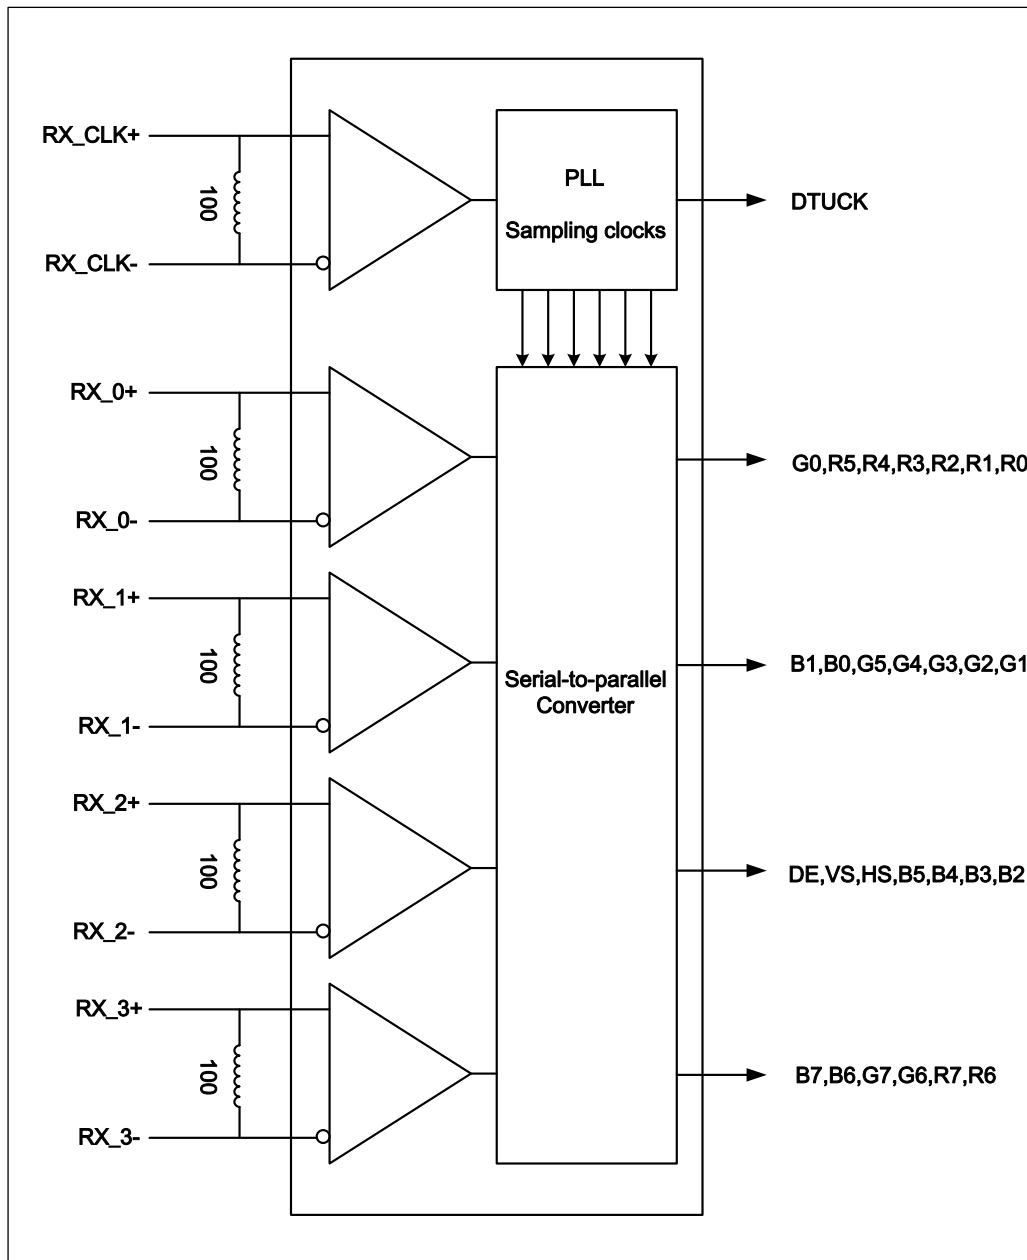 RX_CLK+
100
RX_CLK-
PLL
Sampling clocks
DTUCK
RX_0+
100
RX_0-
G0,R5,R4,R3,R2,R1,R0
RX_1+
100
RX_1-
Serial-to-parallel
Converter
B1,B0,G5,G4,G3,G2,G1
RX_2+
100
RX_2-
DE,VS,HS,B5,B4,B3,B2
RX_3+
100
RX_3-
B7,B6,G7,G6,R7,R6